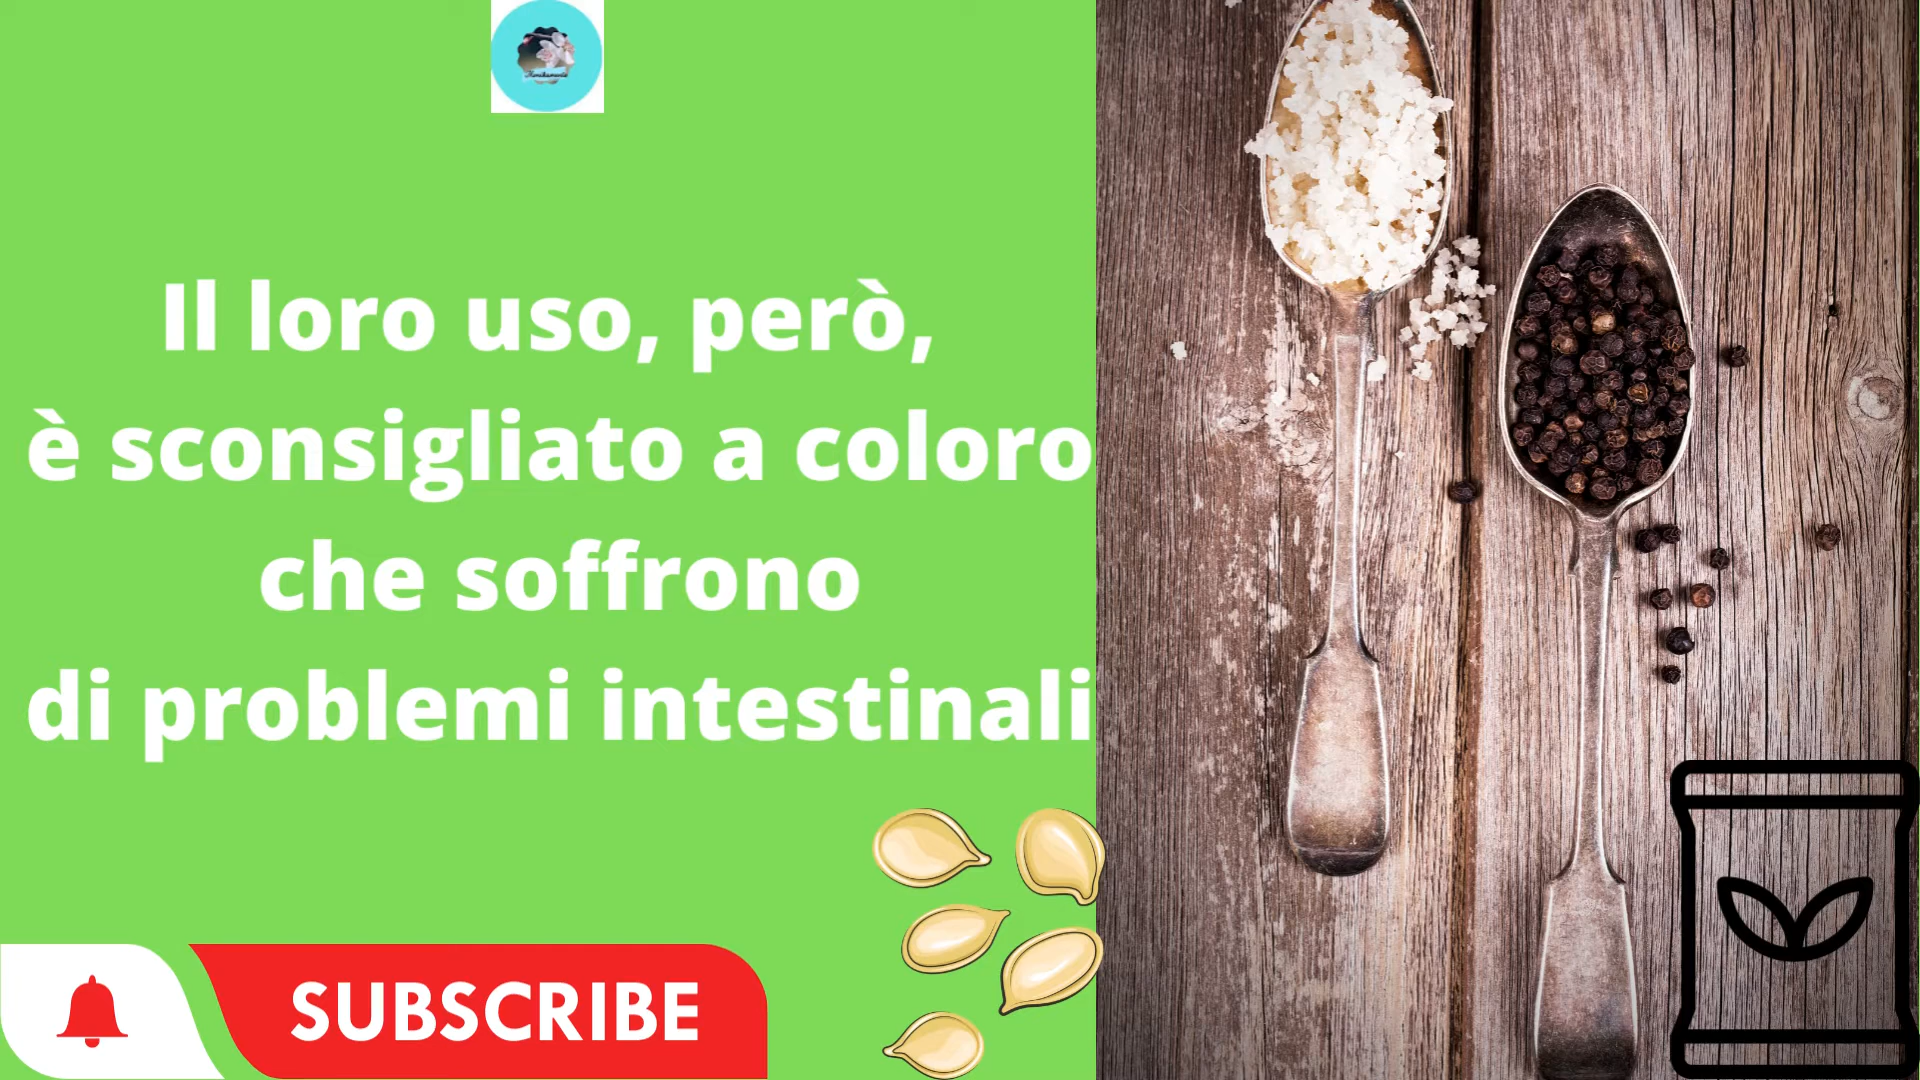 Il loro uso, però,
è sconsigliato a coloro
che soffrono
di problemi intestinali
SUBSCRIBE